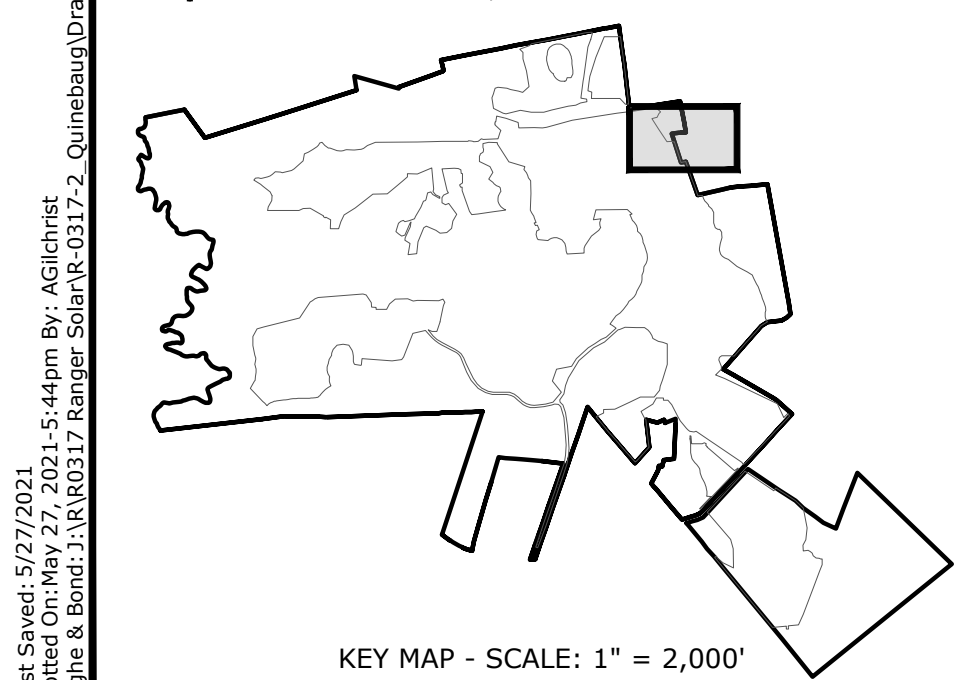 st Saved: 5/27/2021
otted On:May 27, 2021-5:44pm By: AGilchrist
ghe & Bond: J:\R\R0317 Ranger Solar\R-0317-2_Quinebaug\Dra
KEY MAP - SCALE: 1" = 2,000'